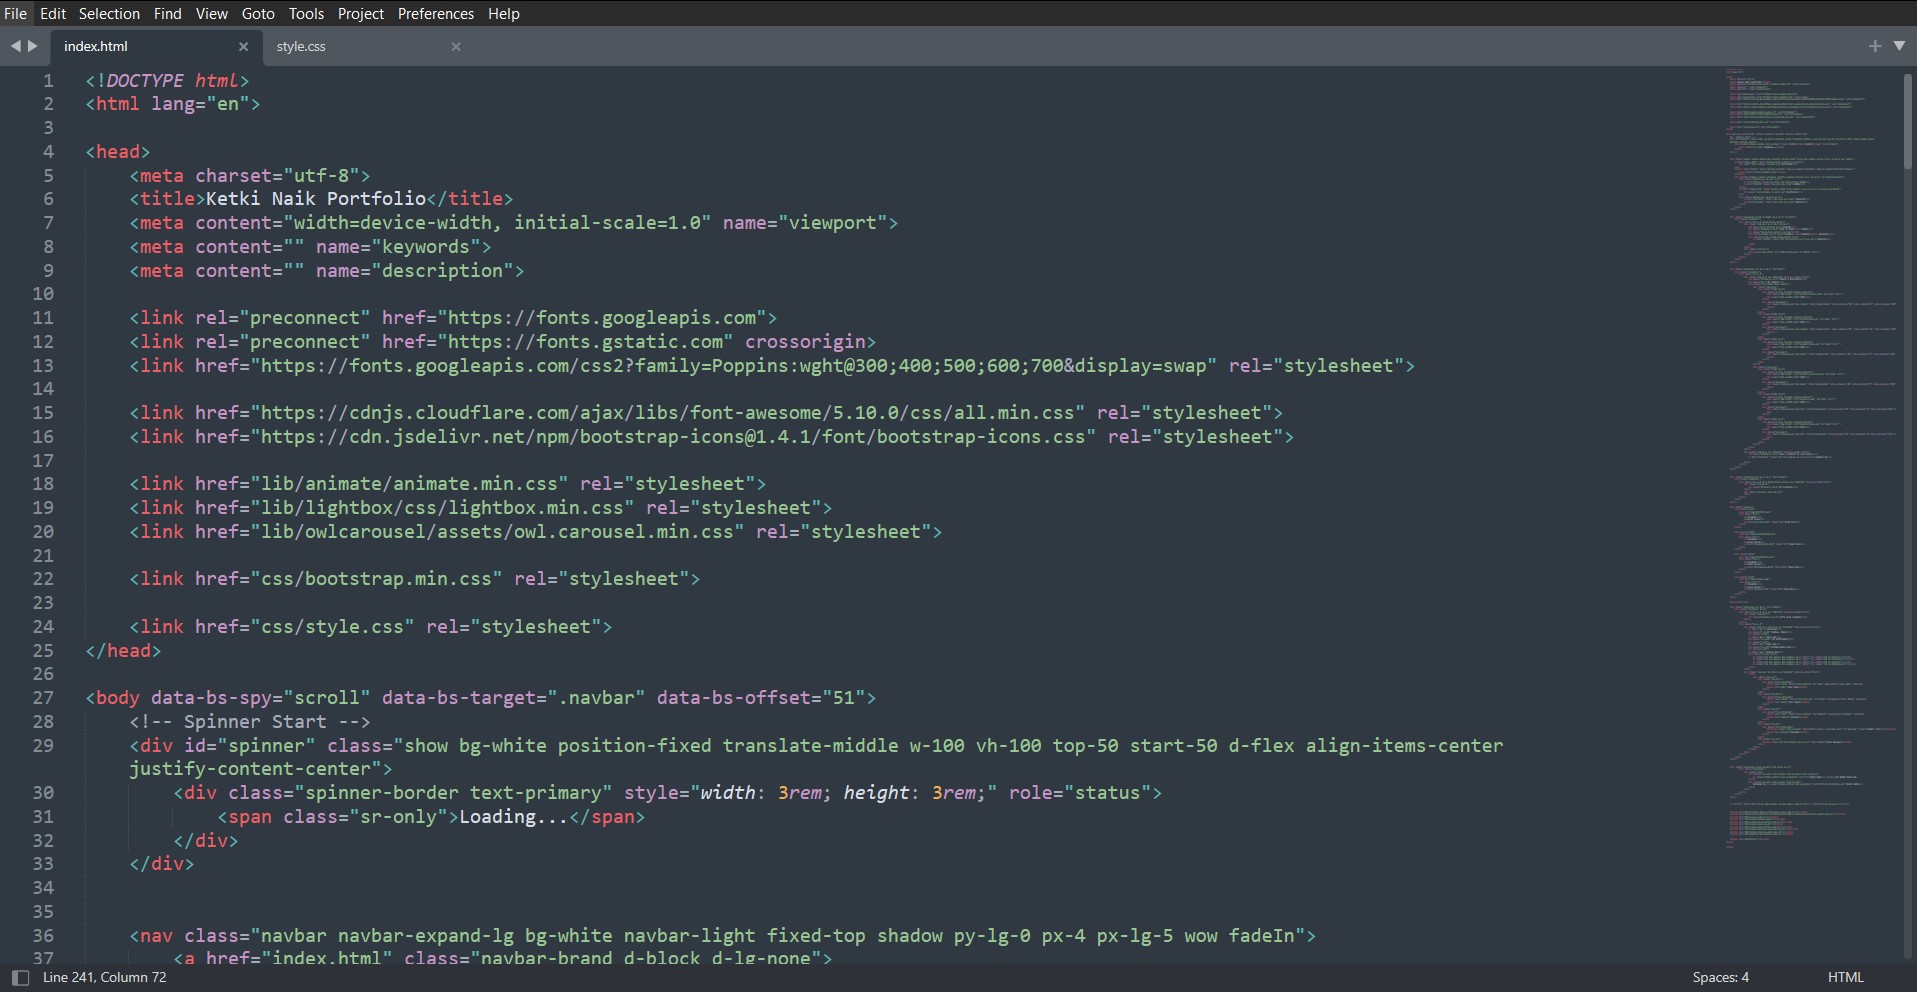 File Edit Selection Find View Goto Tools Project Preferences Help
index.html × style.css ×
1 <!DOCTYPE html>
2 <html lang="en">
3
4 <head>
5 <meta charset="utf-8">
6 <title>Ketki Naik Portfolio</title>
7 <meta content="width=device-width, initial-scale=1.0" name="viewport">
8 <meta content="" name="keywords">
9 <meta content="" name="description">
10
11 <link rel="preconnect" href="https://fonts.googleapis.com">
12 <link rel="preconnect" href="https://fonts.gstatic.com" crossorigin>
13 <link href="https://fonts.googleapis.com/css2?family=Poppins:wght@300;400;500;600;700&display=swap" rel="stylesheet">
14
15 <link href="https://cdnjs.cloudflare.com/ajax/libs/font-awesome/5.10.0/css/all.min.css" rel="stylesheet">
16 <link href="https://cdn.jsdelivr.net/npm/bootstrap-icons@1.4.1/font/bootstrap-icons.css" rel="stylesheet">
17
18 <link href="lib/animate/animate.min.css" rel="stylesheet">
19 <link href="lib/lightbox/css/lightbox.min.css" rel="stylesheet">
20 <link href="lib/owlcarousel/assets/owl.carousel.min.css" rel="stylesheet">
21
22 <link href="css/bootstrap.min.css" rel="stylesheet">
23
24 <link href="css/style.css" rel="stylesheet">
25 </head>
26
27 <body data-bs-spy="scroll" data-bs-target=".navbar" data-bs-offset="51">
28 <!-- Spinner Start -->
29 <div id="spinner" class="show bg-white position-fixed translate-middle w-100 vh-100 top-50 start-50 d-flex align-items-center
justify-content-center">
30 <div class="spinner-border text-primary" style="width: 3rem; height: 3rem;" role="status">
31 <span class="sr-only">Loading...</span>
32 </div>
33 </div>
34
35
36 <nav class="navbar navbar-expand-lg bg-white navbar-light fixed-top shadow py-lg-0 px-4 px-lg-5 wow fadeIn">
37 <a href="index.html" class="navbar-brand d-block d-lg-none">
Line 241, Column 72 Spaces: 4 HTML